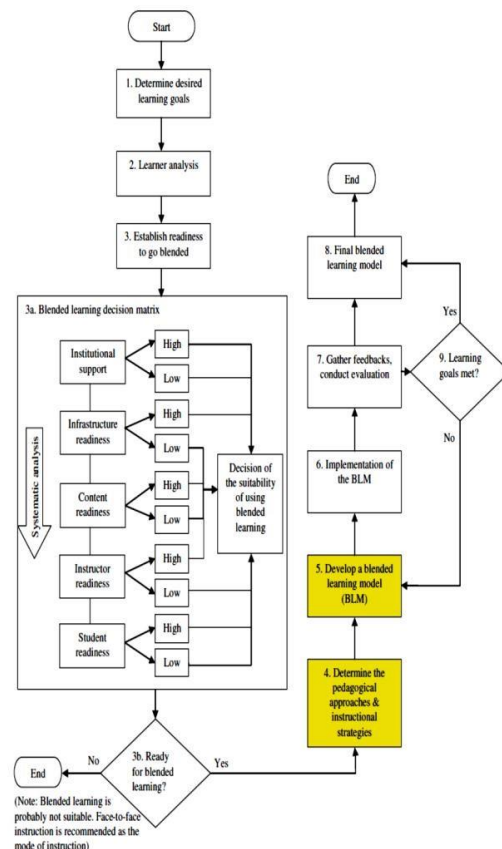 Start
1. Determine desired
learning goals
2. Learner analysis
3. Establish readiness
to go blended
3a. Blended learning decision matrix
Systematic analysis
Institutional
support
High
Low
Infrastructure
readiness
High
Low
Content
readiness
High
Low
Instructor
readiness
High
Low
Student
readiness
High
Low
Decision of
the suitability
of using
blended
learning
3b. Ready
for blended
learning?
No
Yes
End
(Note: Blended learning is
probably not suitable. Face-to-face
instruction is recommended as the
mode of instruction)
4. Determine the
pedagogical
approaches &
instructional
strategies
5. Develop a blended
learning model
(BLM)
6. Implementation of
the BLM
7. Gather feedbacks,
conduct evaluation
9. Learning
goals met?
Yes
No
8. Final blended
learning model
End